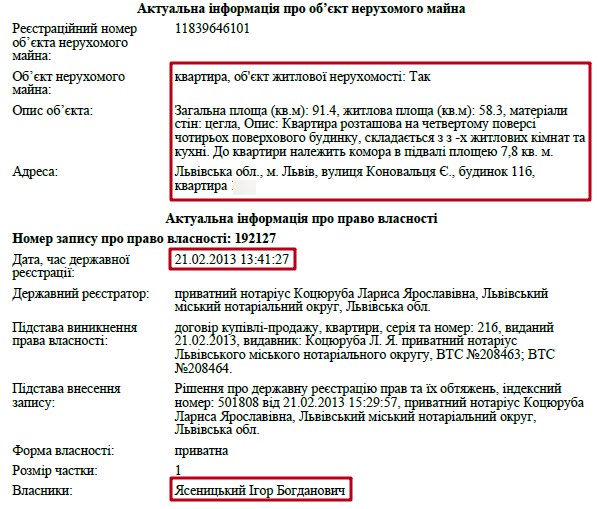 Актуальна інформація про об’єкт нерухомого майна
Реєстраційний номер об’єкта нерухомого майна: 11839646101
Об’єкт нерухомого майна: квартира, об'єкт житлової нерухомості: Так
Опис об’єкта: Загальна площа (кв.м): 91.4, житлова площа (кв.м): 58.3, матеріали
стін: цегла, Опис: Квартира розташова на четвертому поверсі
чотирьох поверхового будинку, складається з з -х житлових кімнат та
кухні. До квартири належить комора в підвалі площею 7,8 кв. м.
Адреса: Львівська обл., м. Львів, вулиця Коновальця Є., будинок 11б,
квартира
Актуальна інформація про право власності
Номер запису про право власності: 192127
Дата, час державної реєстрації: 21.02.2013 13:41:27
Державний реєстратор: приватний нотаріус Коцюруба Лариса Ярославівна, Львівський
міський нотаріальний округ, Львівська обл.
Підстава виникнення права власності: договір купівлі-продажу, квартири, серія та номер: 216, виданий
21.02.2013, видавник: Коцюруба Л. Я. приватний нотаріус
Львівського міського нотаріального округу, ВТС №208463; ВТС
№208464.
Підстава внесення запису: Рішення про державну реєстрацію прав та їх обтяжень, індексний
номер: 501808 від 21.02.2013 15:29:57, приватний нотаріус Коцюруба
Лариса Ярославівна, Львівський міський нотаріальний округ,
Львівська обл.
Форма власності: приватна
Розмір частки: 1
Власники: Ясеницький Ігор Богданович